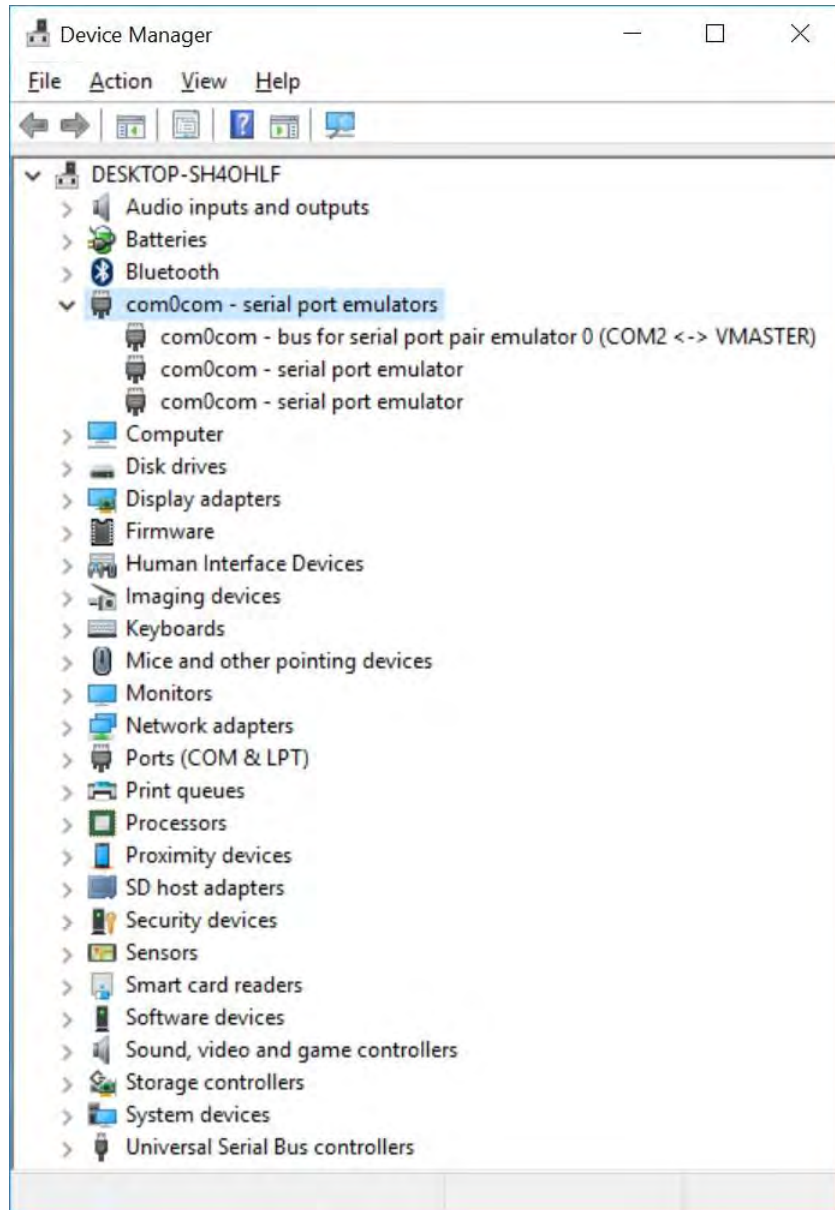 Device Manager
File Action View Help
DESKTOP-SH4OHLF
Audio inputs and outputs
Batteries
Bluetooth
com0com - serial port emulators
com0com - bus for serial port pair emulator 0 (COM2 <-> VMASTER)
com0com - serial port emulator
com0com - serial port emulator
Computer
Disk drives
Display adapters
Firmware
Human Interface Devices
Imaging devices
Keyboards
Mice and other pointing devices
Monitors
Network adapters
Ports (COM & LPT)
Print queues
Processors
Proximity devices
SD host adapters
Security devices
Sensors
Smart card readers
Software devices
Sound, video and game controllers
Storage controllers
System devices
Universal Serial Bus controllers